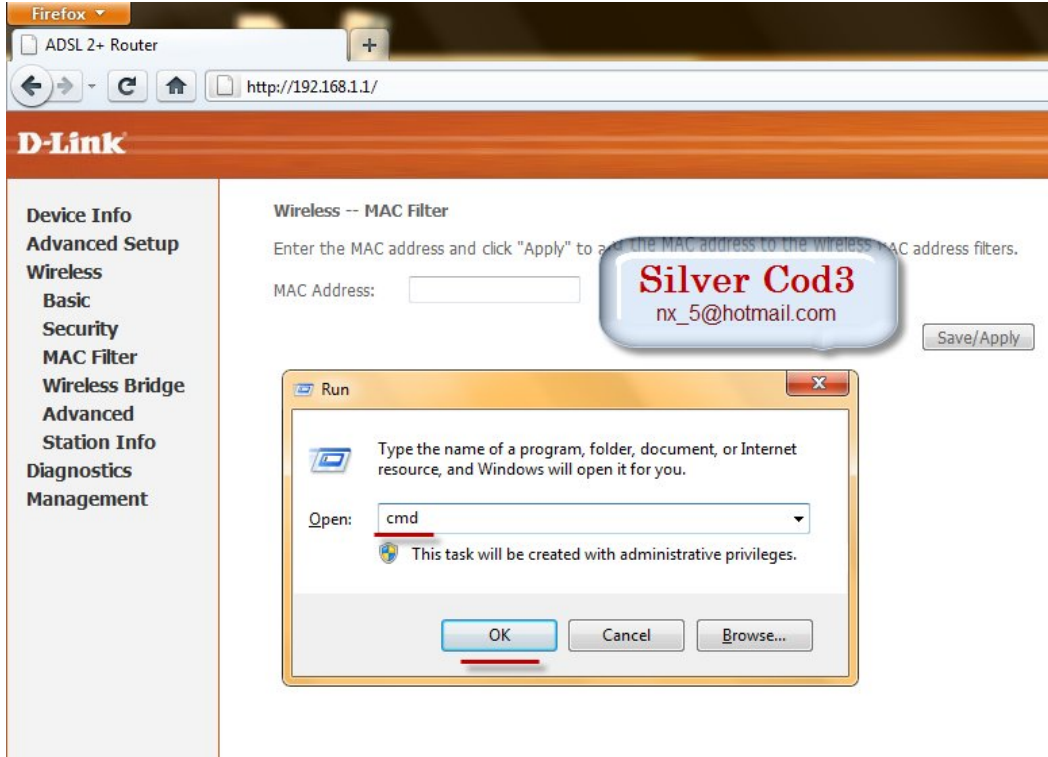 Firefox
ADSL 2+ Router
http://192.168.1.1/
D-Link
Device Info
Advanced Setup
Wireless
Basic
Security
MAC Filter
Wireless Bridge
Advanced
Station Info
Diagnostics
Management
Wireless -- MAC Filter
Enter the MAC address and click "Apply" to add the MAC address to the wireless MAC address filters.
MAC Address:
Silver Cod3
nx_5@hotmail.com
Save/Apply
Run
Type the name of a program, folder, document, or Internet
resource, and Windows will open it for you.
Open:
cmd
This task will be created with administrative privileges.
OK
Cancel
Browse...